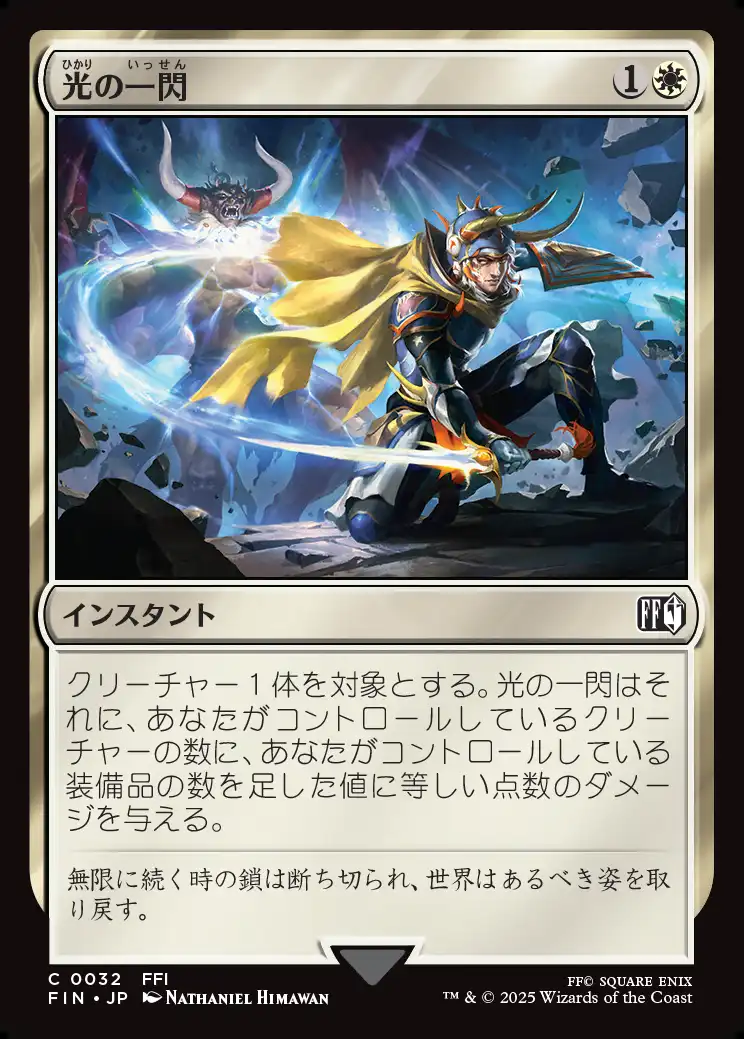 ひかり いっせん
光の一閃 1
インスタント FF
クリーチャー1体を対象とする。光の一閃はそ
れに、あなたがコントロールしているクリー
チャーの数に、あなたがコントロールしている
装備品の数を足した値に等しい点数のダメー
ジを与える。
無限に続く時の鎖は断ち切られ、世界はあるべき姿を取
り戻す。
C 0032 FFI
FIN • JP NATHANIEL HIMAWAN
FF© SQUARE ENIX
™ & © 2025 Wizards of the Coast